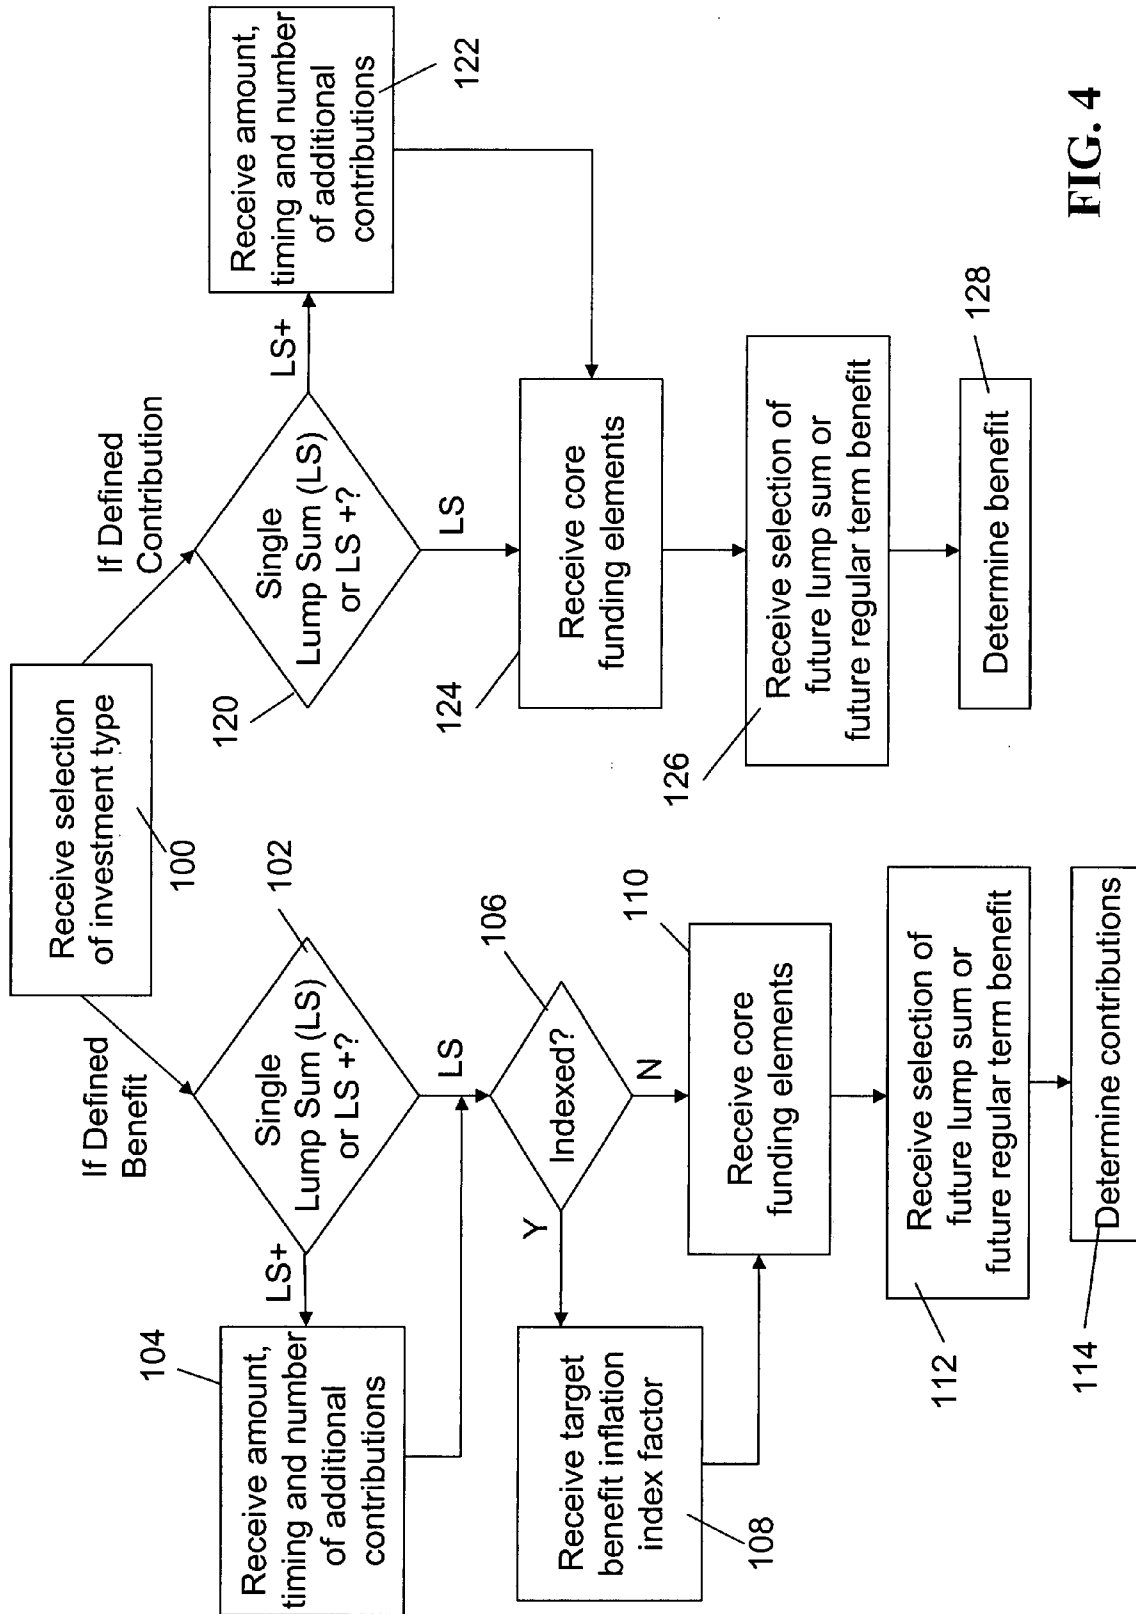 Receive selection
of investment type
100
If Defined
Benefit
If Defined
Contribution
Single
Lump Sum (LS)
or LS +?
102
LS+
LS
104
Receive amount,
timing and number
of additional
contributions
Indexed?
106
Y
N
Receive target
benefit inflation
index factor
108
110
Receive core
funding elements
Receive selection of
future lump sum or
future regular term benefit
112
Determine contributions
114
Single
Lump Sum (LS)
or LS +?
120
LS+
LS
Receive amount,
timing and number
of additional
contributions
122
124
Receive core
funding elements
Receive selection of
future lump sum or
future regular term benefit
126
Determine benefit
128
FIG. 4